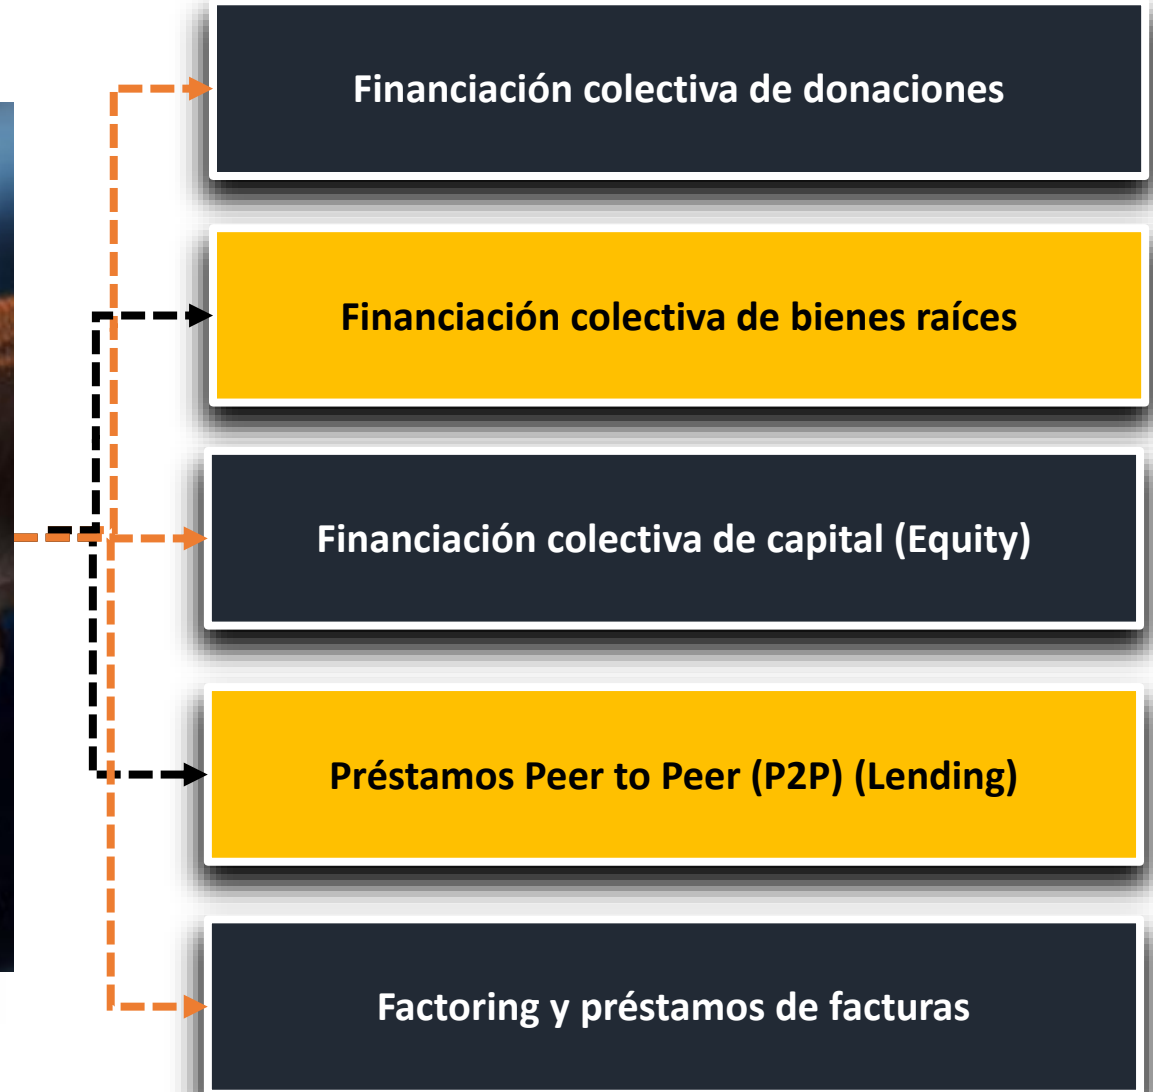 Financiación colectiva de donaciones
Financiación colectiva de bienes raíces
Financiación colectiva de capital (Equity)
Préstamos Peer to Peer (P2P) (Lending)
Factoring y préstamos de facturas